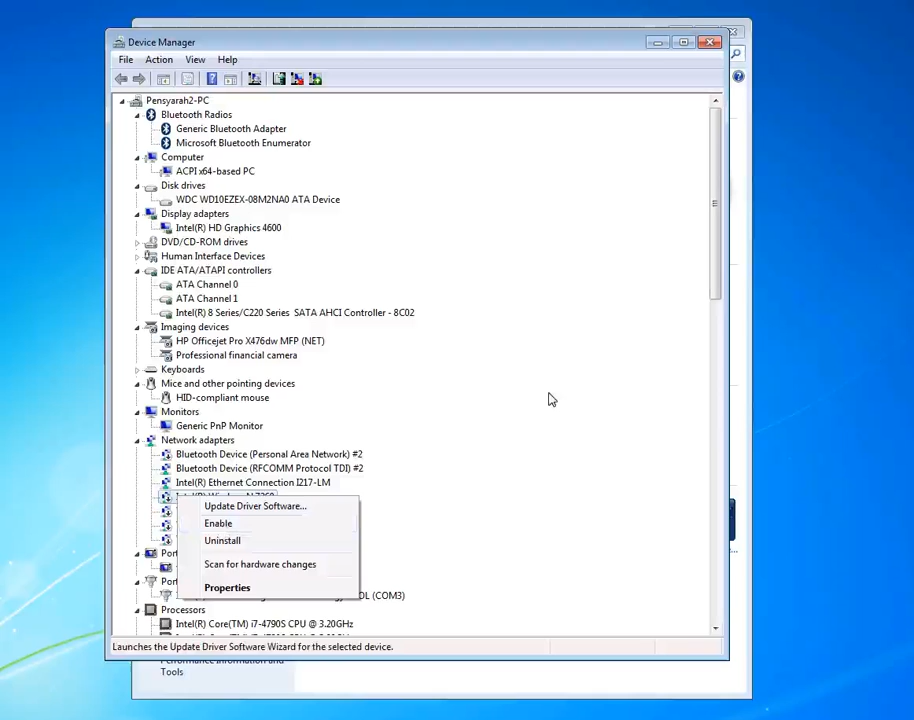 Device Manager
File Action View Help
Pensyarah2-PC
Bluetooth Radios
Generic Bluetooth Adapter
Microsoft Bluetooth Enumerator
Computer
ACPI x64-based PC
Disk drives
WDC WD10EZEX-08M2NA0 ATA Device
Display adapters
Intel(R) HD Graphics 4600
DVD/CD-ROM drives
Human Interface Devices
IDE ATA/ATAPI controllers
ATA Channel 0
ATA Channel 1
Intel(R) 8 Series/C220 Series SATA AHCI Controller - 8C02
Imaging devices
HP Officejet Pro X476dw MFP (NET)
Professional financial camera
Keyboards
Mice and other pointing devices
HID-compliant mouse
Monitors
Generic PnP Monitor
Network adapters
Bluetooth Device (Personal Area Network) #2
Bluetooth Device (RFCOMM Protocol TDI) #2
Intel(R) Ethernet Connection I217-LM
Update Driver Software...
Enable
Uninstall
Scan for hardware changes
Properties
Port
Port
OL (COM3)
Processors
Intel(R) Core(TM) i7-4790S CPU @ 3.20GHz
Launches the Update Driver Software Wizard for the selected device.
Performance Information and
Tools